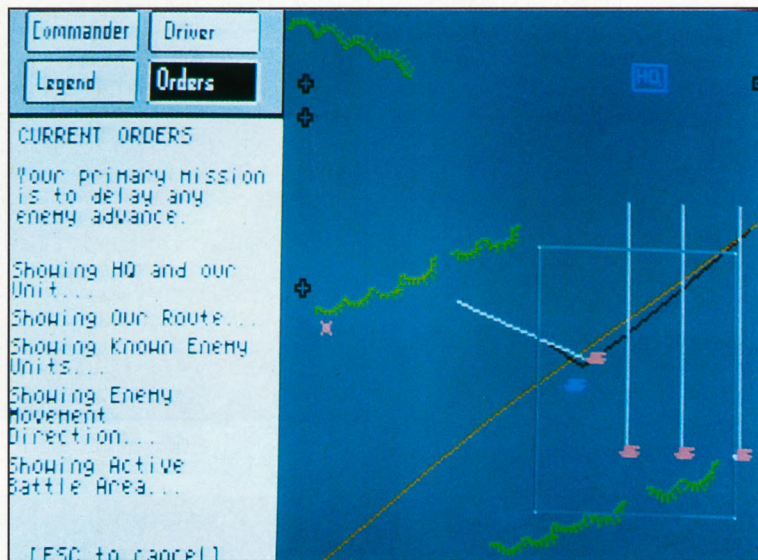 Commander Driver
Legend Orders
HQ
CURRENT ORDERS
Your primary mission
is to delay any
enemy advance.
Showing HQ and our
Unit...
Showing Our Route...
Showing Known Enemy
Units...
Showing Enemy
Movement
Direction...
Showing Active
Battle Area...
[ESC to cancel]